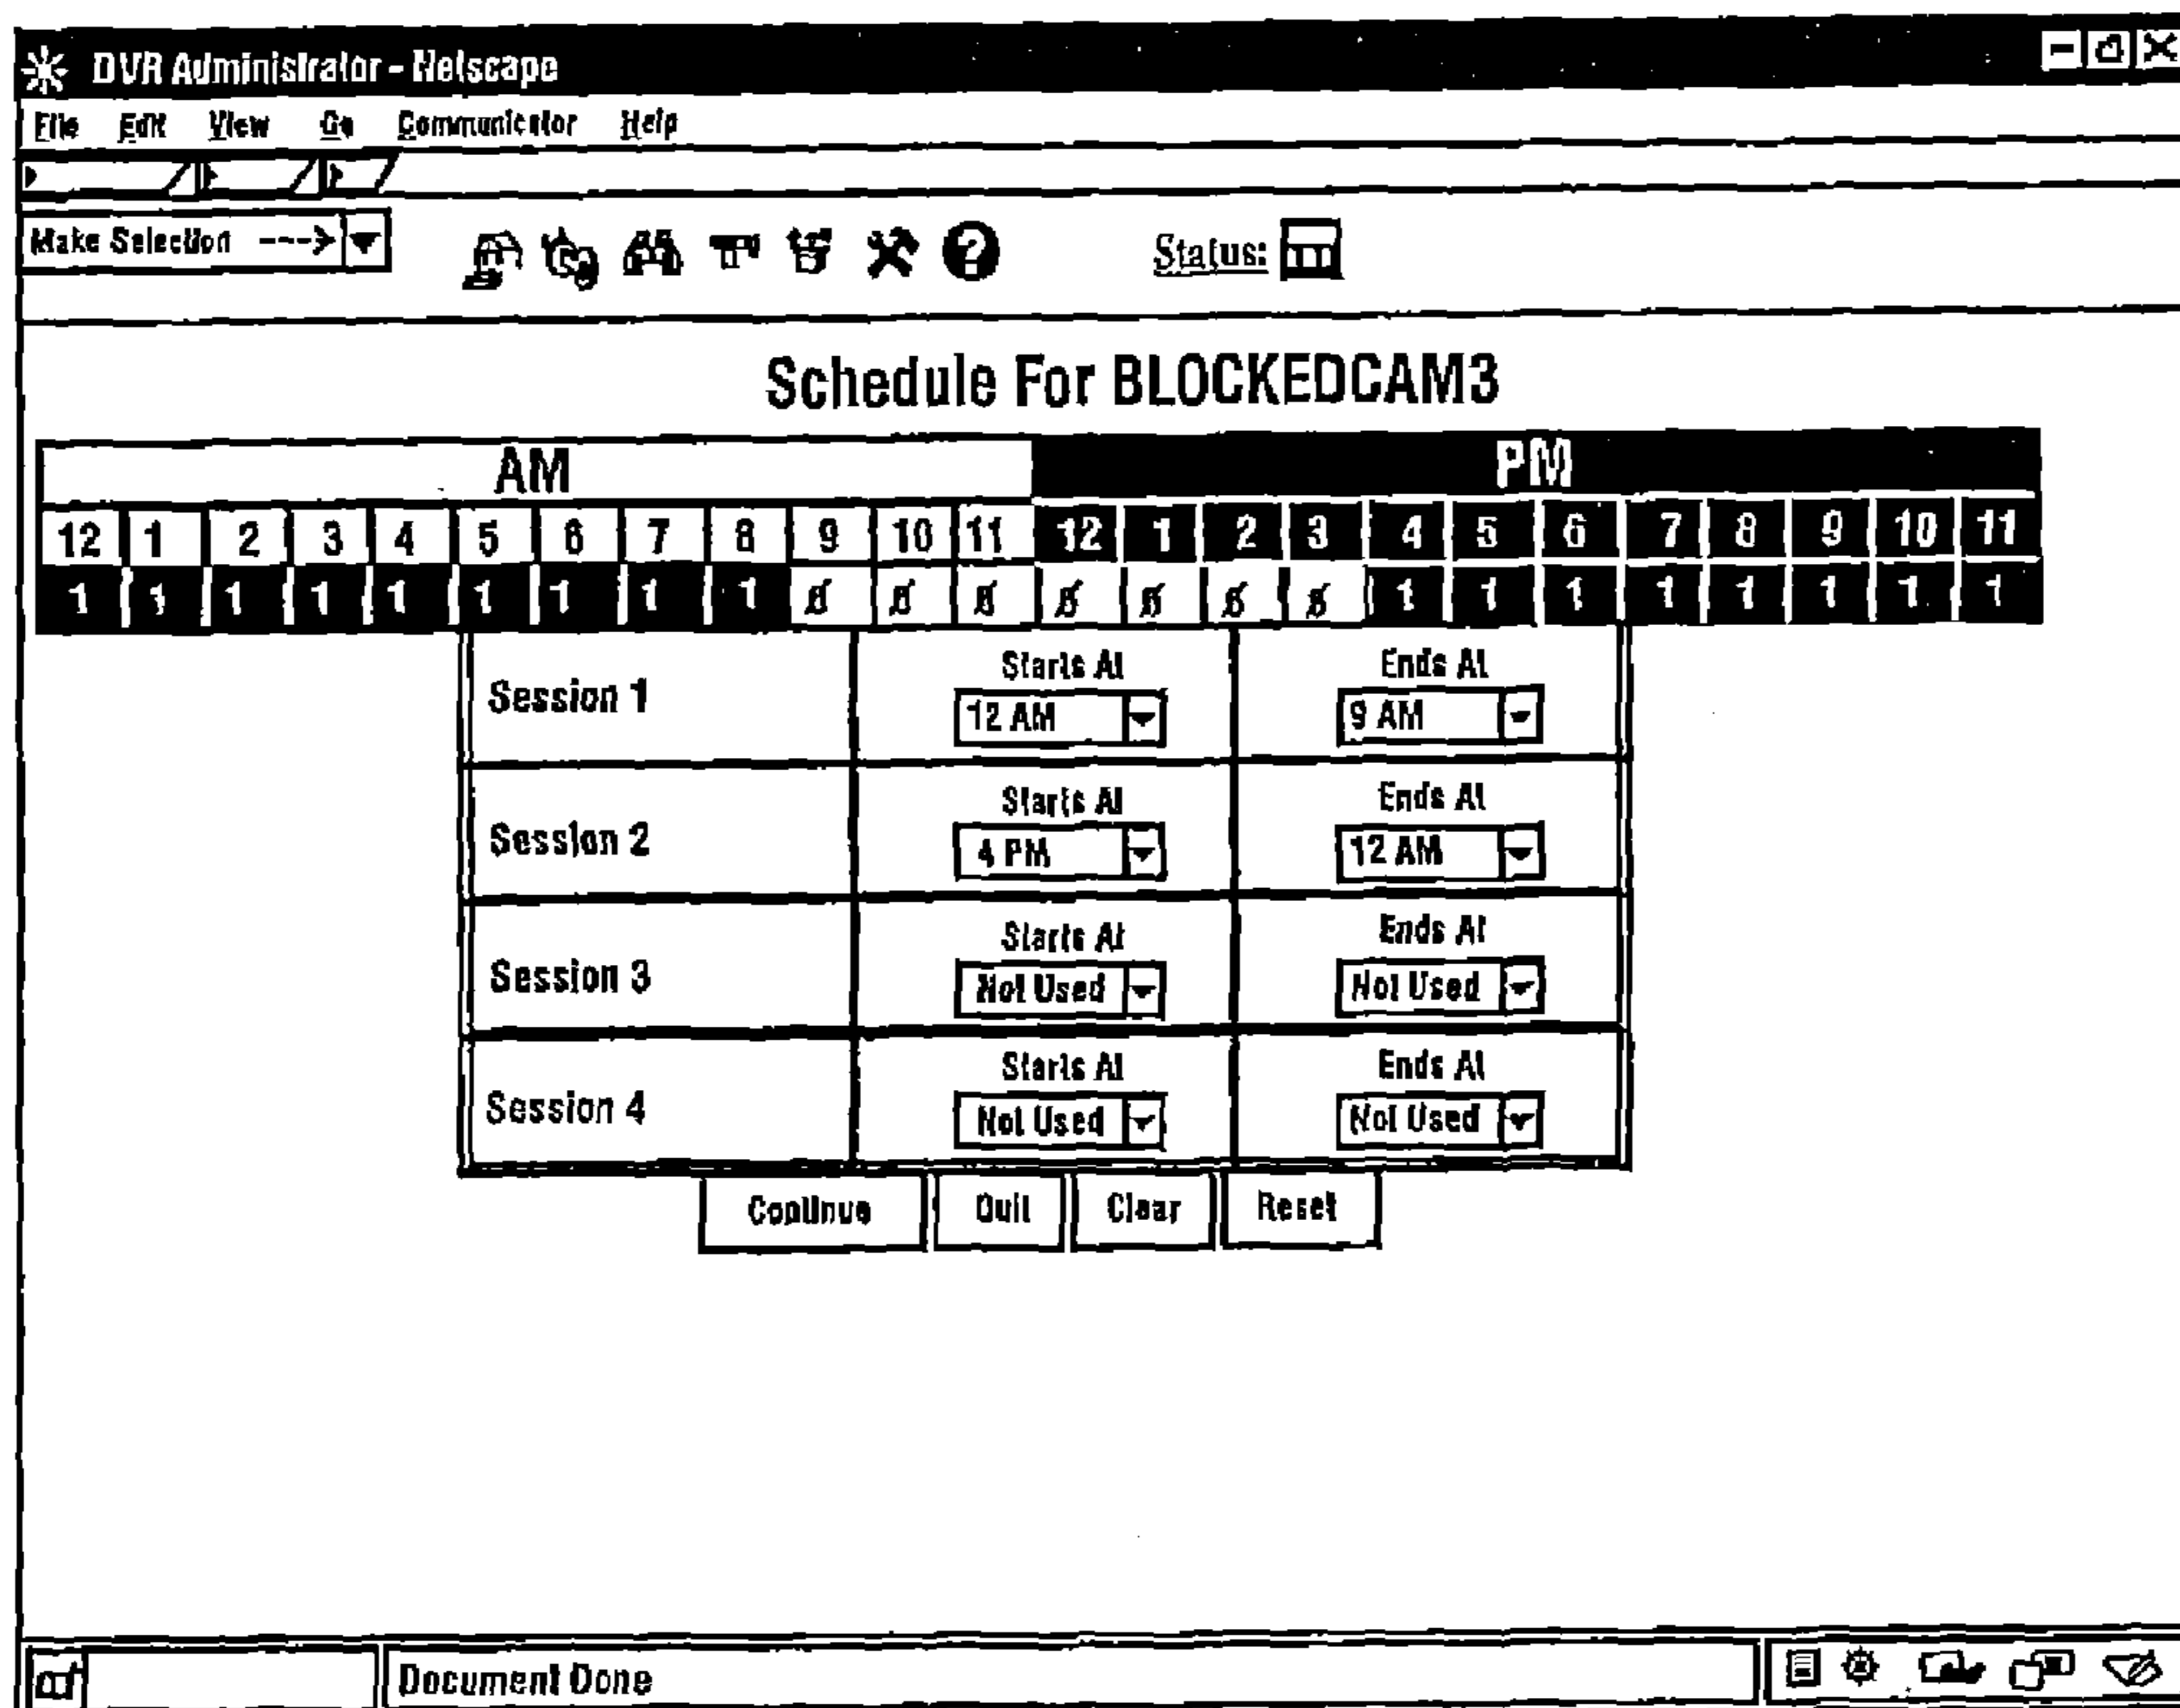 DVR Administrator - Netscape
File Edit View Go Communicator Help
Make Selection ---> Status:
Schedule For BLOCKEDCAM3
AM PM
12 1 2 3 4 5 6 7 8 9 10 11 12 1 2 3 4 5 6 7 8 9 10 11
1 1 1 1 1 1 1 1 1 ø ø ø ø ø ø ø 1 1 1 1 1 1 1 1
Session 1 Starts At Ends At
12 AM 9 AM
Session 2 Starts At Ends At
4 PM 12 AM
Session 3 Starts At Ends At
Not Used Not Used
Session 4 Starts At Ends At
Not Used Not Used
Continue Quit Clear Reset
Document Done